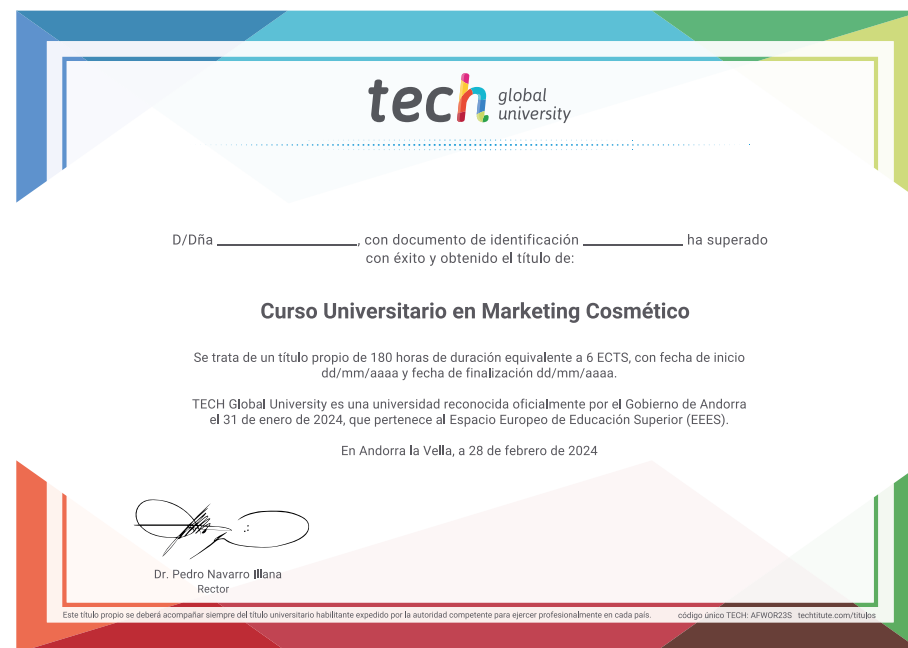 tech global university
D/Dña ________________, con documento de identificación ____________ ha superado
con éxito y obtenido el título de:
Curso Universitario en Marketing Cosmético
Se trata de un título propio de 180 horas de duración equivalente a 6 ECTS, con fecha de inicio
dd/mm/aaaa y fecha de finalización dd/mm/aaaa.
TECH Global University es una universidad reconocida oficialmente por el Gobierno de Andorra
el 31 de enero de 2024, que pertenece al Espacio Europeo de Educación Superior (EEES).
En Andorra la Vella, a 28 de febrero de 2024
Dr. Pedro Navarro Illana
Rector
Este título propio se deberá acompañar siempre del título universitario habilitante expedido por la autoridad competente para ejercer profesionalmente en cada país. código único TECH: AFWOR23S techtitute.com/titulos